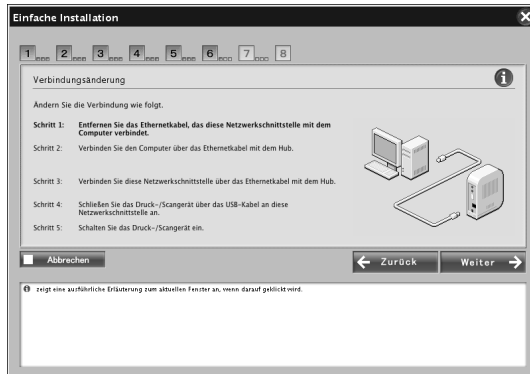 Einfache Installation
1 2 3 4 5 6 7 8
Verbindungsänderung
Ändern Sie die Verbindung wie folgt.
Schritt 1: Entfernen Sie das Ethernetkabel, das diese Netzwerkschnittstelle mit dem
Computer verbindet.
Schritt 2: Verbinden Sie den Computer über das Ethernetkabel mit dem Hub.
Schritt 3: Verbinden Sie diese Netzwerkschnittstelle über das Ethernetkabel mit dem Hub.
Schritt 4: Schließen Sie das Druck-/Scangerät über das USB-Kabel an diese
Netzwerkschnittstelle an.
Schritt 5: Schalten Sie das Druck-/Scangerät ein.
Abbrechen
Zurück
Weiter
zeigt eine ausführliche Erläuterung zum aktuellen Fenster an, wenn darauf geklickt wird.